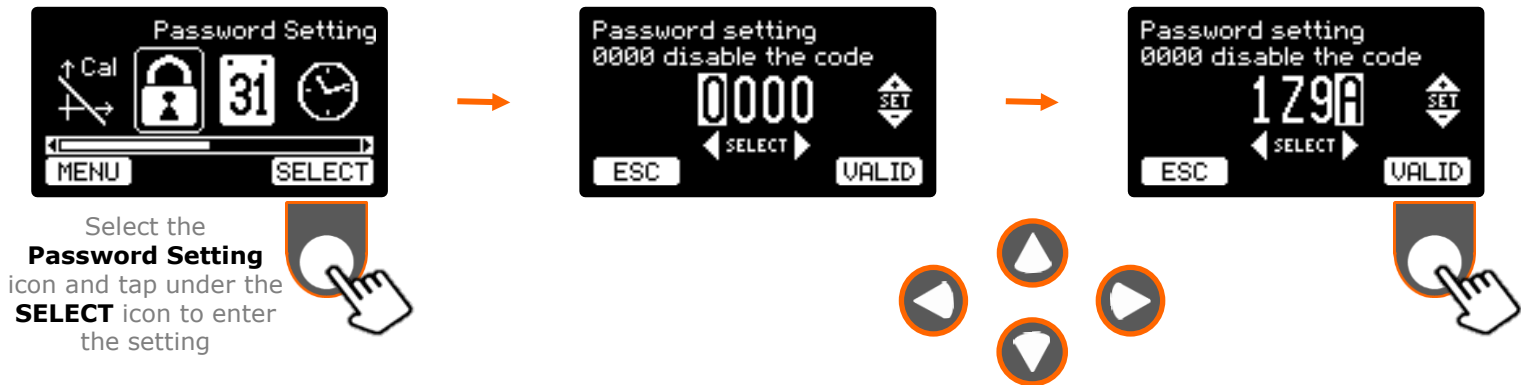 Password Setting
Cal
31
MENU
SELECT
Select the
Password Setting
icon and tap under the
SELECT icon to enter
the setting
Password setting
0000 disable the code
0000
+
SET
-
SELECT
ESC
VALID
Password setting
0000 disable the code
1Z9A
+
SET
-
SELECT
ESC
VALID